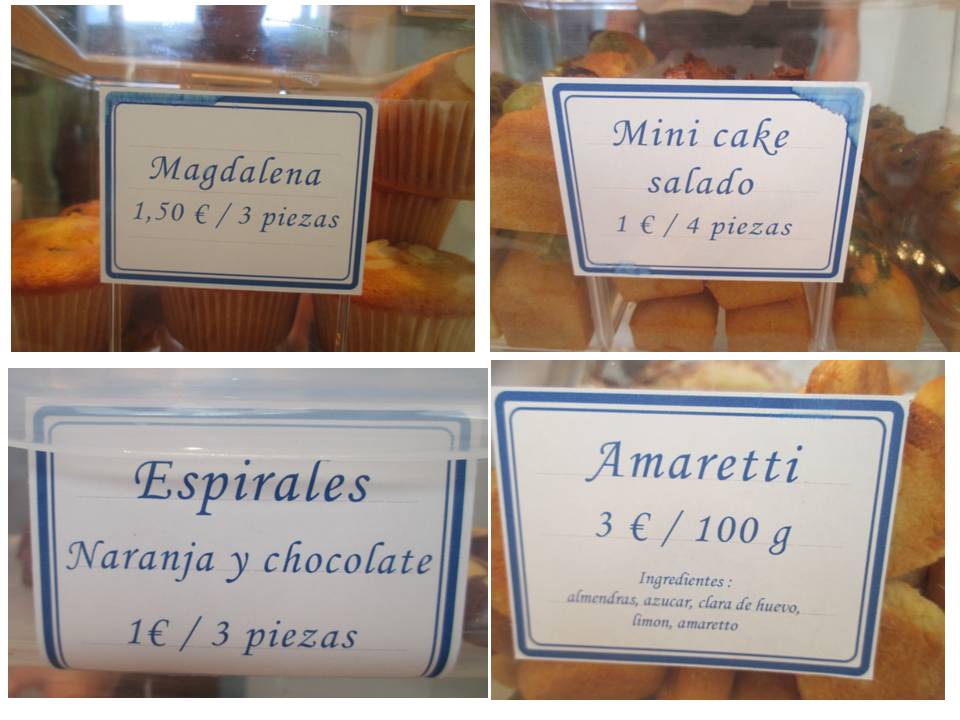 Magdalena
1,50 € / 3 piezas
Mini cake
salado
1 € / 4 piezas
Espirales
Naranja y chocolate
1€ / 3 piezas
Amaretti
3 € / 100 g
Ingredientes :
almendras, azucar, clara de huevo,
limon, amaretto